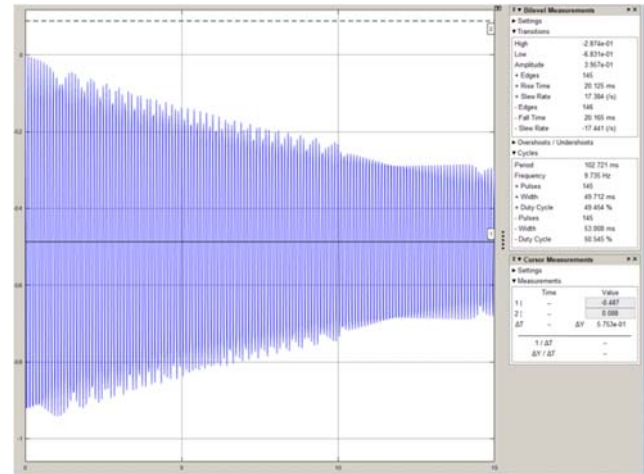 Bilevel Measurements
Settings
Transitions
High -2.874e-01
Low -6.831e-01
Amplitude 3.957e-01
+ Edges 145
+ Rise Time 20.125 ms
+ Slew Rate 17.384 (/s)
- Edges 146
- Fall Time 20.165 ms
- Slew Rate -17.441 (/s)
Overshoots / Undershoots
Cycles
Period 102.721 ms
Frequency 9.735 Hz
+ Pulses 145
+ Width 49.712 ms
+ Duty Cycle 49.454 %
- Pulses 145
- Width 53.008 ms
- Duty Cycle 50.545 %
Cursor Measurements
Settings
Measurements
Time Value
1 | -- -0.487
2 | -- 0.088
ΔT -- ΔY 5.753e-01
1 / ΔT --
ΔY / ΔT --
2
0
-0.2
-0.4
1
-0.6
-0.8
-1
0 5 10 15